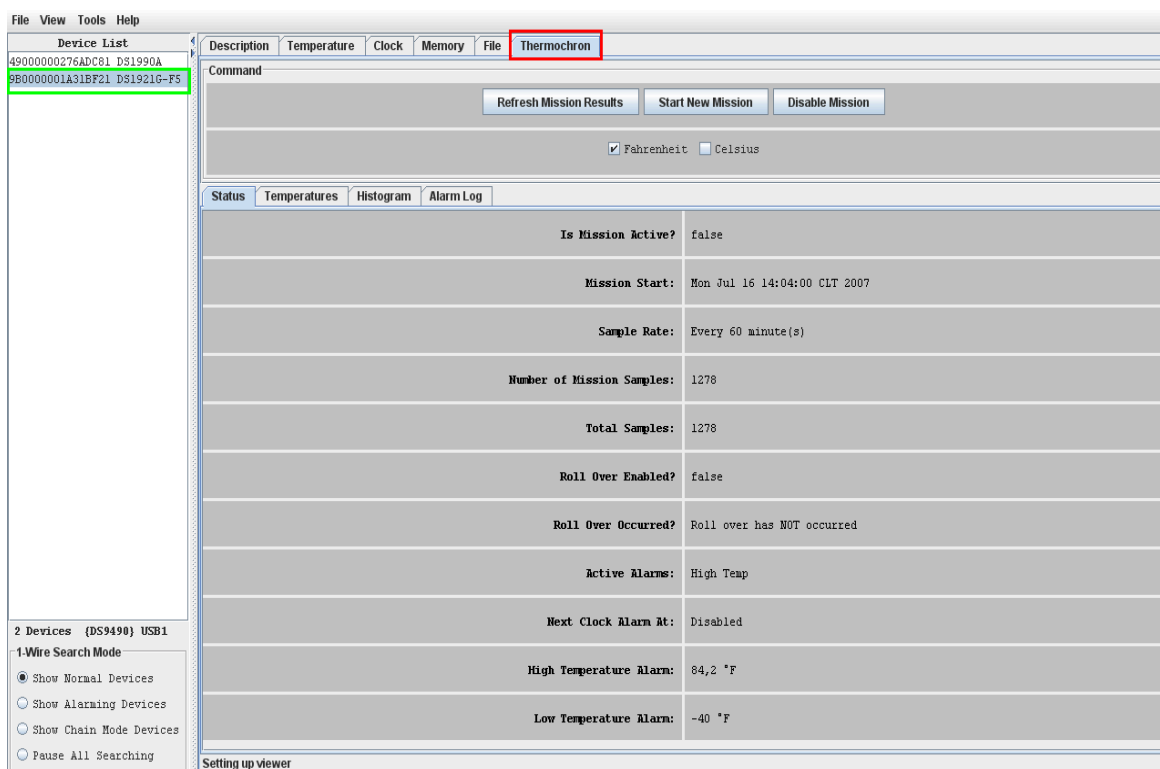 File View Tools Help
Device List
49000000276ADC81 DS1990A
9B0000001A31BF21 DS1921G-F5
2 Devices {DS9490} USB1
1-Wire Search Mode
Show Normal Devices
Show Alarming Devices
Show Chain Mode Devices
Pause All Searching
Description Temperature Clock Memory File Thermochron
Command
Refresh Mission Results Start New Mission Disable Mission
Fahrenheit Celsius
Status Temperatures Histogram Alarm Log
Is Mission Active? false
Mission Start: Mon Jul 16 14:04:00 CLT 2007
Sample Rate: Every 60 minute(s)
Number of Mission Samples: 1278
Total Samples: 1278
Roll Over Enabled? false
Roll Over Occurred? Roll over has NOT occurred
Active Alarms: High Temp
Next Clock Alarm At: Disabled
High Temperature Alarm: 84,2 °F
Low Temperature Alarm: -40 °F
Setting up viewer